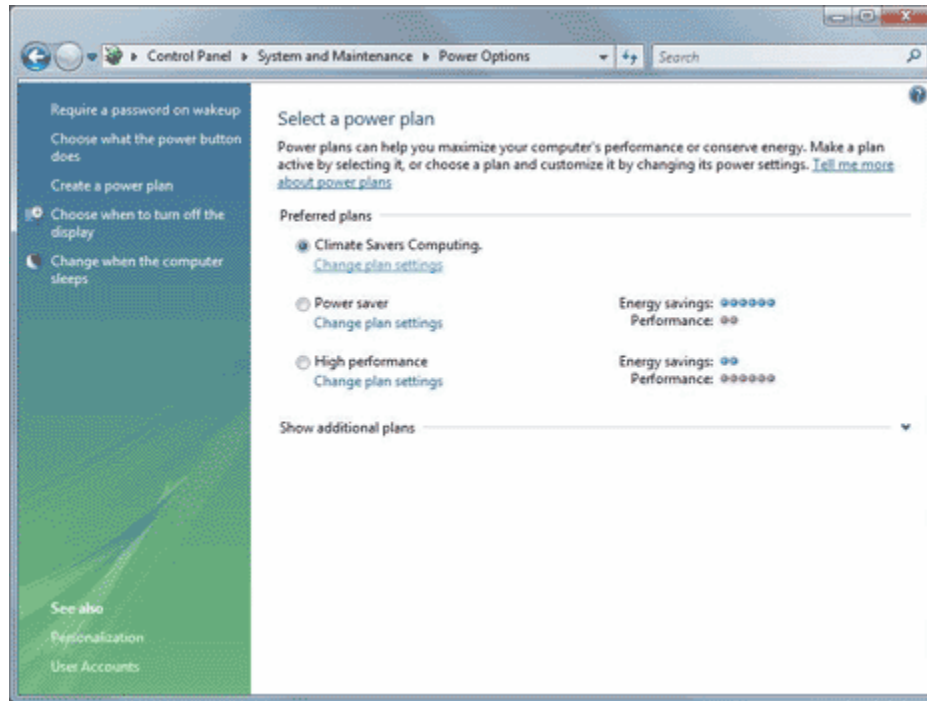 Control Panel ▸ System and Maintenance ▸ Power Options
Search
Require a password on wakeup
Choose what the power button
does
Create a power plan
Choose when to turn off the
display
Change when the computer
sleeps
See also
Personalization
User Accounts
Select a power plan
Power plans can help you maximize your computer's performance or conserve energy. Make a plan
active by selecting it, or choose a plan and customize it by changing its power settings. Tell me more
about power plans
Preferred plans
Climate Savers Computing.
Change plan settings
Power saver Energy savings:
Change plan settings Performance:
High performance Energy savings:
Change plan settings Performance:
Show additional plans